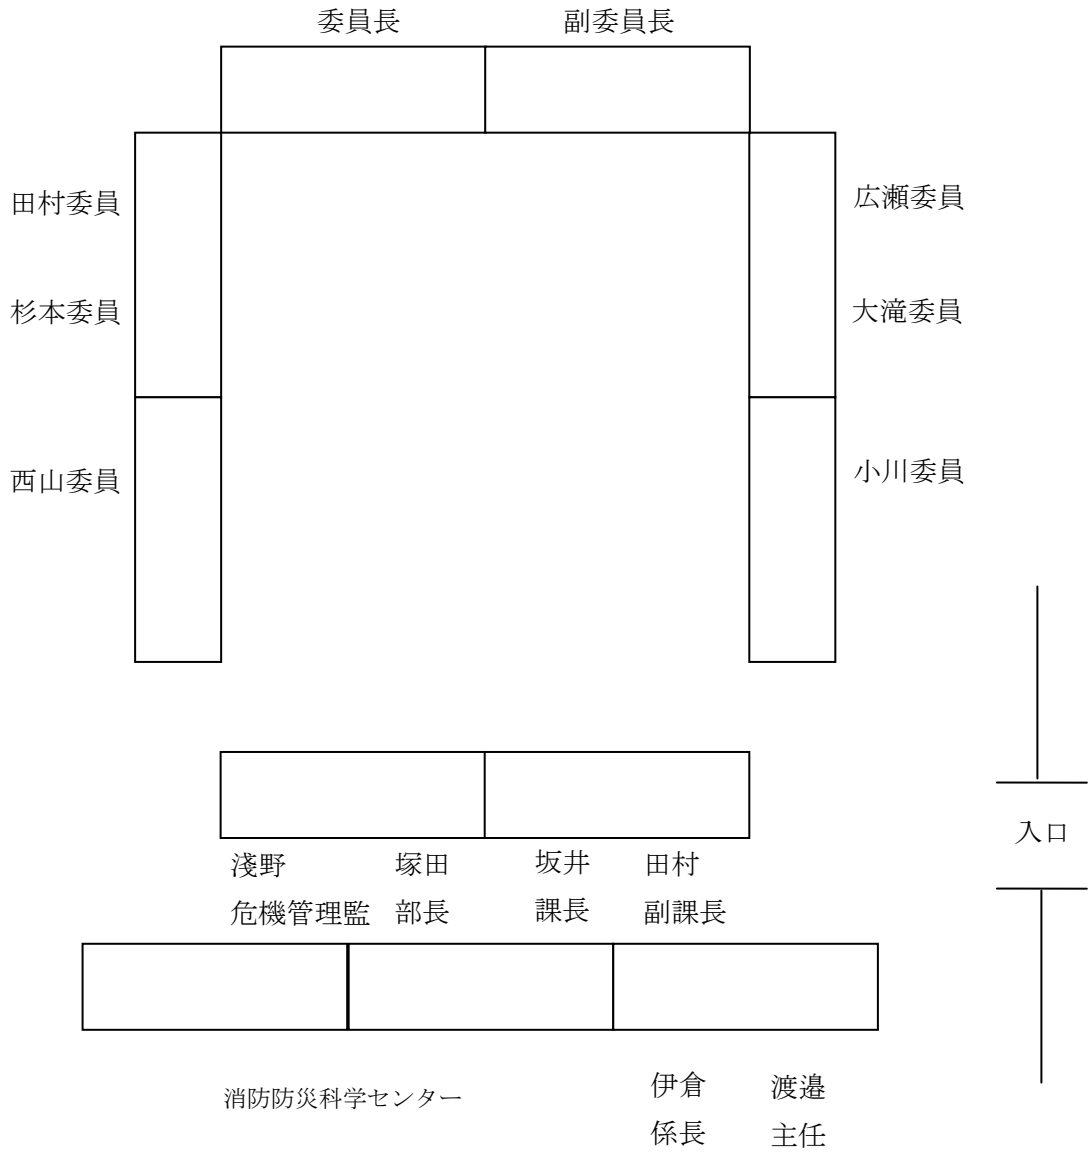 委員長 副委員長
田村委員 広瀬委員
杉本委員 大滝委員
西山委員 小川委員
入口
淺野 塚田 坂井 田村
危機管理監 部長 課長 副課長
消防防災科学センター
伊倉 渡邉
係長 主任